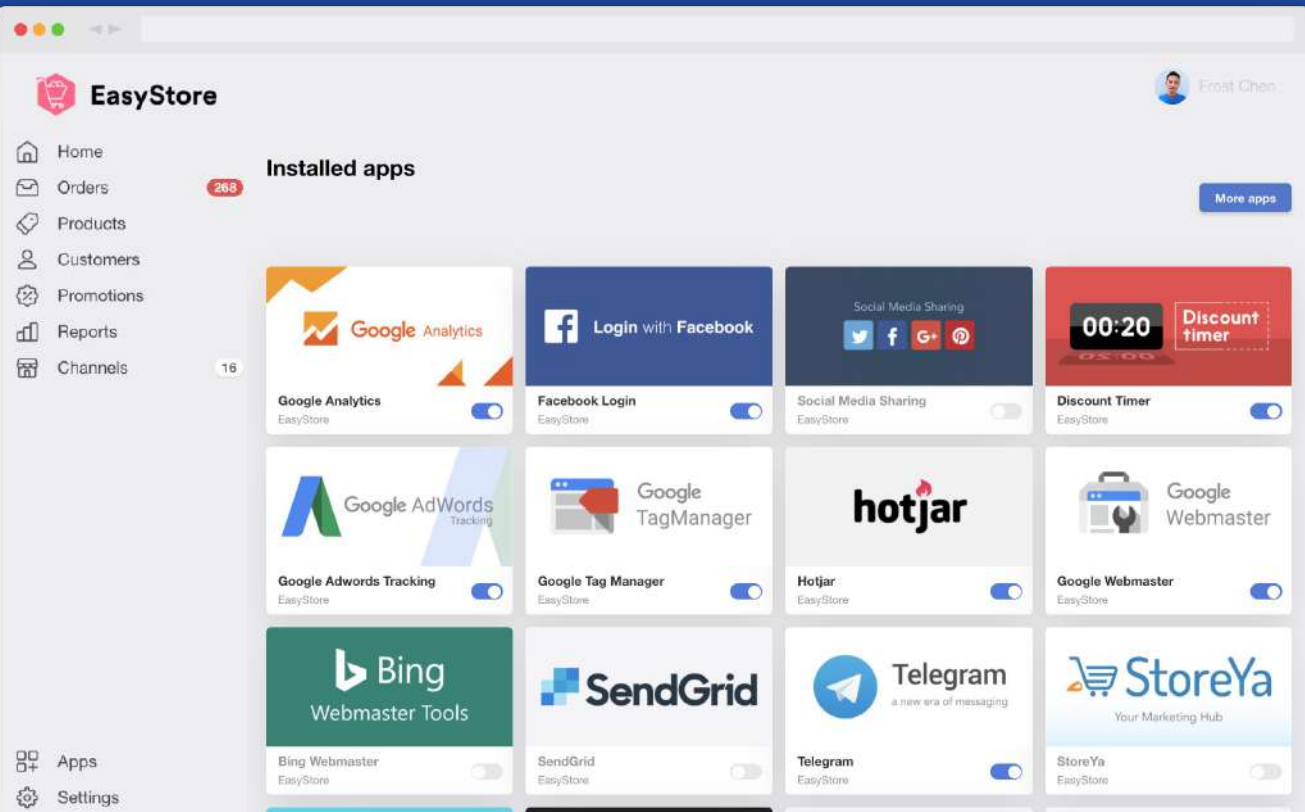 EasyStore
Frost Chen
Home
Orders 268
Products
Customers
Promotions
Reports
Channels 16
Apps
Settings
Installed apps
More apps
Google Analytics
Google Analytics
EasyStore
Login with Facebook
Facebook Login
EasyStore
Social Media Sharing
f G+
Social Media Sharing
EasyStore
00:20
Discount
timer
Discount Timer
EasyStore
Google AdWords
Tracking
Google Adwords Tracking
EasyStore
Google
TagManager
Google Tag Manager
EasyStore
hotjar
Hotjar
EasyStore
Google
Webmaster
Google Webmaster
EasyStore
Bing
Webmaster Tools
Bing Webmaster
EasyStore
SendGrid
SendGrid
EasyStore
Telegram
a new era of messaging
Telegram
EasyStore
StoreYa
Your Marketing Hub
StoreYa
EasyStore